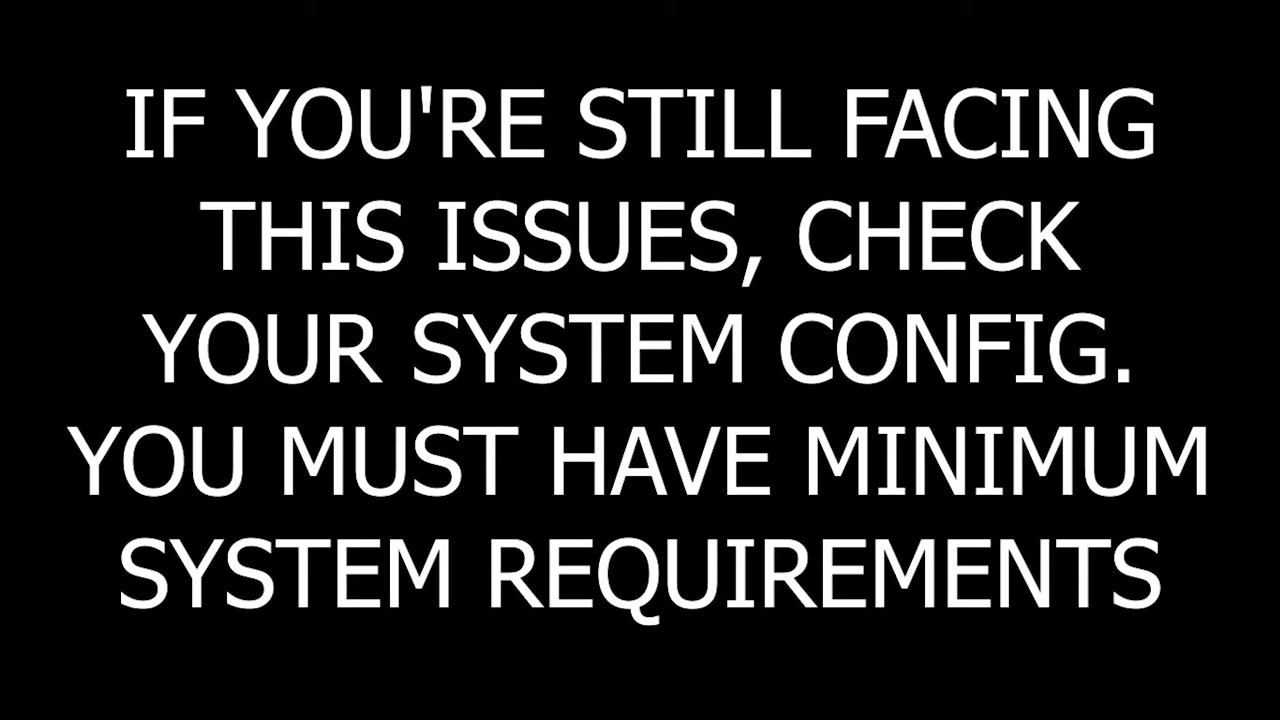 IF YOU'RE STILL FACING
THIS ISSUES, CHECK
YOUR SYSTEM CONFIG.
YOU MUST HAVE MINIMUM
SYSTEM REQUIREMENTS